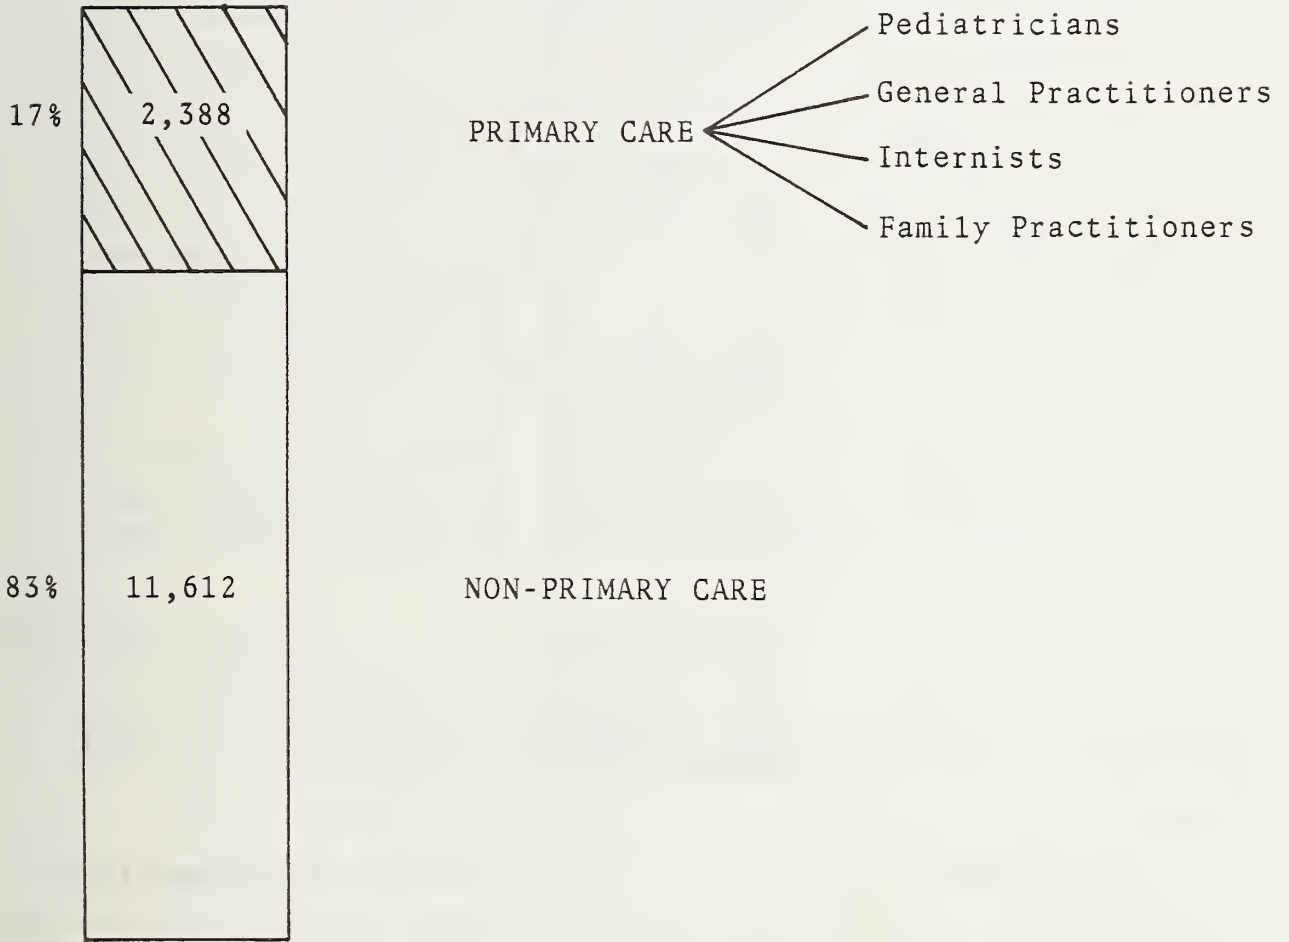 Pediatricians
17% 2,388 PRIMARY CARE General Practitioners
Internists
Family Practitioners
83% 11,612 NON-PRIMARY CARE